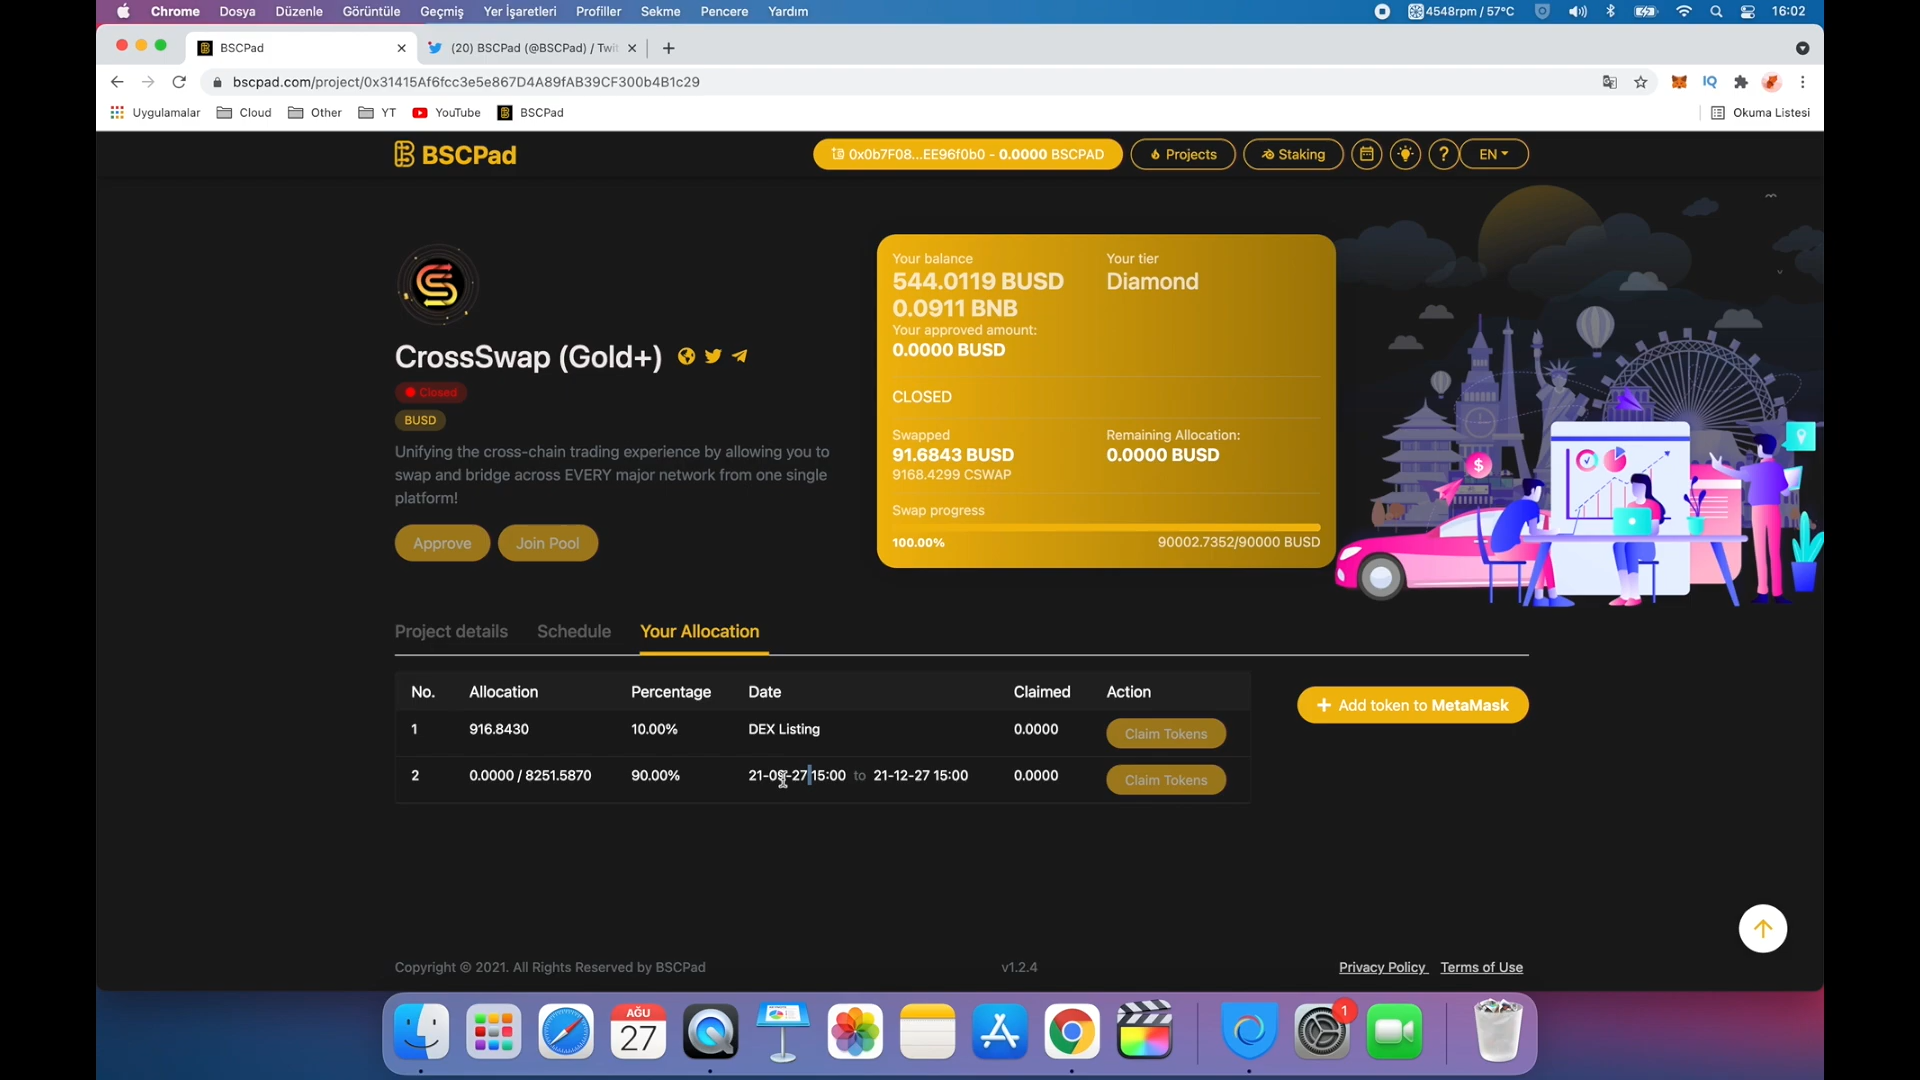 Chrome Dosya Düzenle Görüntüle Geçmiş Yer İşaretleri Profiller Sekme Pencere Yardım 4548rpm / 57°C 16:02
BSCPad (20) BSCPad (@BSCPad) / Twit
bscpad.com/project/0x31415Af6fcc3e5e867D4A89fAB39CF300b4B1c29
Uygulamalar Cloud Other YT YouTube BSCPad Okuma Listesi
BSCPad 0x0b7F08...EE96f0b0 - 0.0000 BSCPAD Projects Staking ? EN
Your balance Your tier
544.0119 BUSD Diamond
0.0911 BNB
Your approved amount:
0.0000 BUSD
CrossSwap (Gold+)
Closed
BUSD
CLOSED
Unifying the cross-chain trading experience by allowing you to
swap and bridge across EVERY major network from one single
platform!
Swapped Remaining Allocation:
91.6843 BUSD 0.0000 BUSD
9168.4299 CSWAP
Swap progress
100.00% 90002.7352/90000 BUSD
Approve Join Pool
Project details Schedule Your Allocation
No. Allocation Percentage Date Claimed Action
1 916.8430 10.00% DEX Listing 0.0000 Claim Tokens
2 0.0000 / 8251.5870 90.00% 21-09-27 15:00 to 21-12-27 15:00 0.0000 Claim Tokens
+ Add token to MetaMask
Copyright © 2021. All Rights Reserved by BSCPad v1.2.4 Privacy Policy Terms of Use
AĞU
27
1